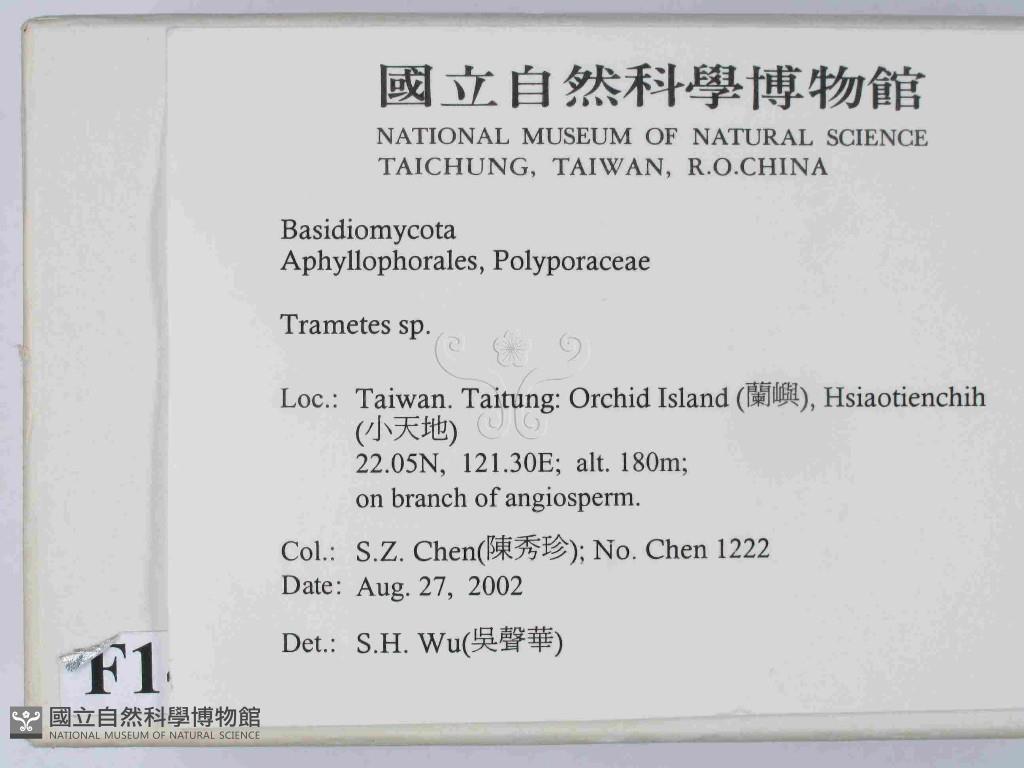 國立自然科學博物館
NATIONAL MUSEUM OF NATURAL SCIENCE
TAICHUNG, TAIWAN, R.O.CHINA
Basidiomycota
Aphyllophorales, Polyporaceae
Trametes sp.
Loc.: Taiwan. Taitung: Orchid Island (蘭嶼), Hsiaotienchih
(小天地)
22.05N, 121.30E; alt. 180m;
on branch of angiosperm.
Col.: S.Z. Chen(陳秀珍); No. Chen 1222
Date: Aug. 27, 2002
Det.: S.H. Wu(吳聲華)
F1
國立自然科學博物館
NATIONAL MUSEUM OF NATURAL SCIENCE